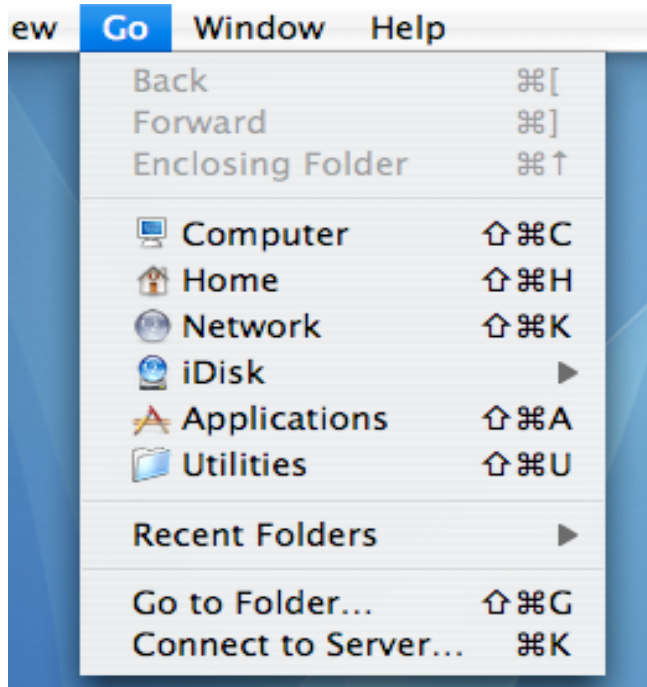 ew Go Window Help
Back ⌘[
Forward ⌘]
Enclosing Folder ⌘↑
Computer ⇧⌘C
Home ⇧⌘H
Network ⇧⌘K
iDisk ▶
Applications ⇧⌘A
Utilities ⇧⌘U
Recent Folders ▶
Go to Folder... ⇧⌘G
Connect to Server... ⌘K